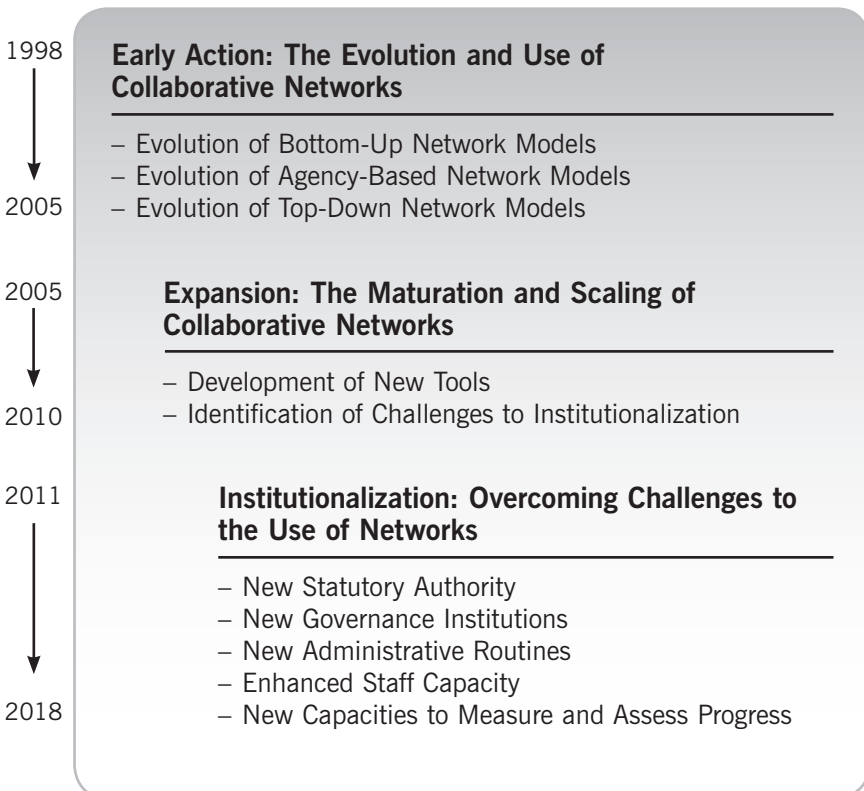 1998
Early Action: The Evolution and Use of
Collaborative Networks
– Evolution of Bottom-Up Network Models
– Evolution of Agency-Based Network Models
2005
– Evolution of Top-Down Network Models
2005
Expansion: The Maturation and Scaling of
Collaborative Networks
– Development of New Tools
2010
– Identification of Challenges to Institutionalization
2011
Institutionalization: Overcoming Challenges to
the Use of Networks
– New Statutory Authority
– New Governance Institutions
– New Administrative Routines
– Enhanced Staff Capacity
2018
– New Capacities to Measure and Assess Progress